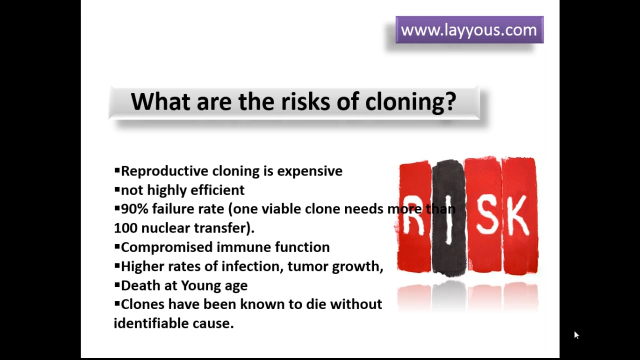 www.layyous.com
What are the risks of cloning?
▪Reproductive cloning is expensive
▪not highly efficient
▪90% failure rate (one viable clone needs more than
100 nuclear transfer).
▪Compromised immune function
▪Higher rates of infection, tumor growth,
▪Death at Young age
▪Clones have been known to die without
identifiable cause.
RISK